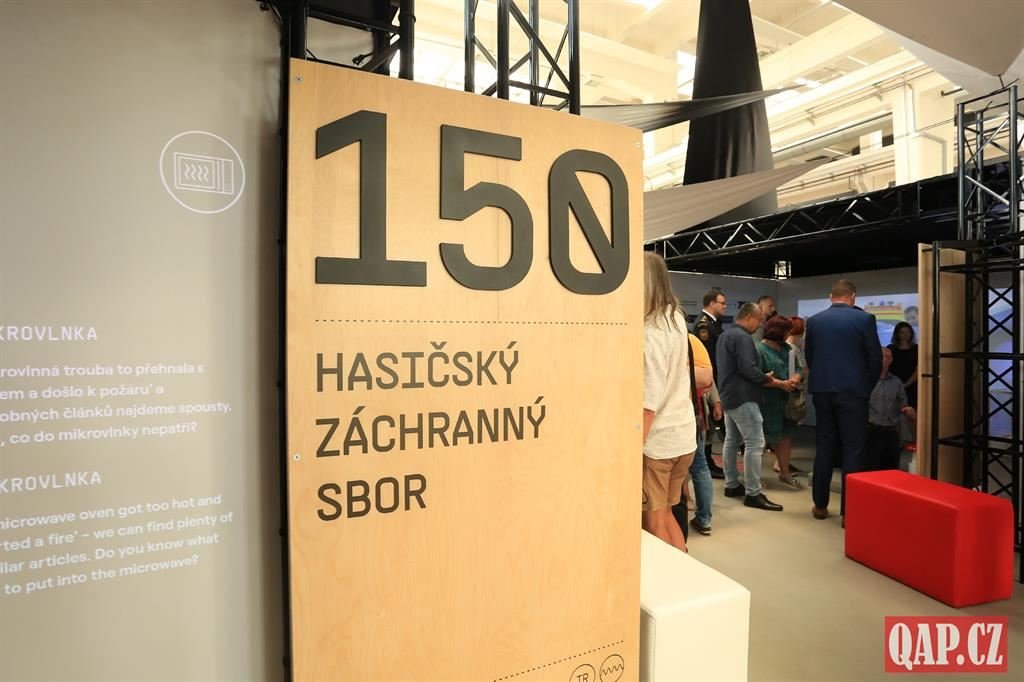 KROVLNKA
rovlnná trouba to přehnala s
em a došlo k požáru' a
obných článků najdeme spousty.
, co do mikrovlnky nepatří?
KROVLNKA
microwave oven got too hot and
rted a fire' – we can find plenty of
ilar articles. Do you know what
to put into the microwave?
150
HASIČSKÝ
ZÁCHRANNÝ
SBOR
TR
QAP.CZ